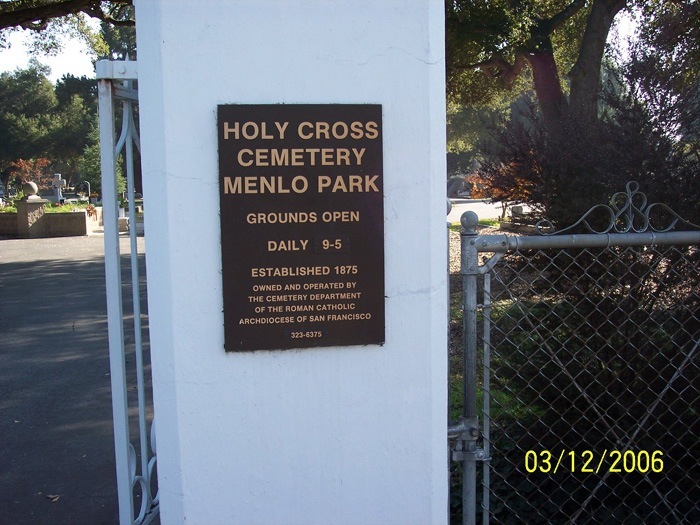 HOLY CROSS
CEMETERY
MENLO PARK
GROUNDS OPEN
DAILY 9-5
ESTABLISHED 1875
OWNED AND OPERATED BY
THE CEMETERY DEPARTMENT
OF THE ROMAN CATHOLIC
ARCHDIOCESE OF SAN FRANCISCO
323-6375
03/12/2006